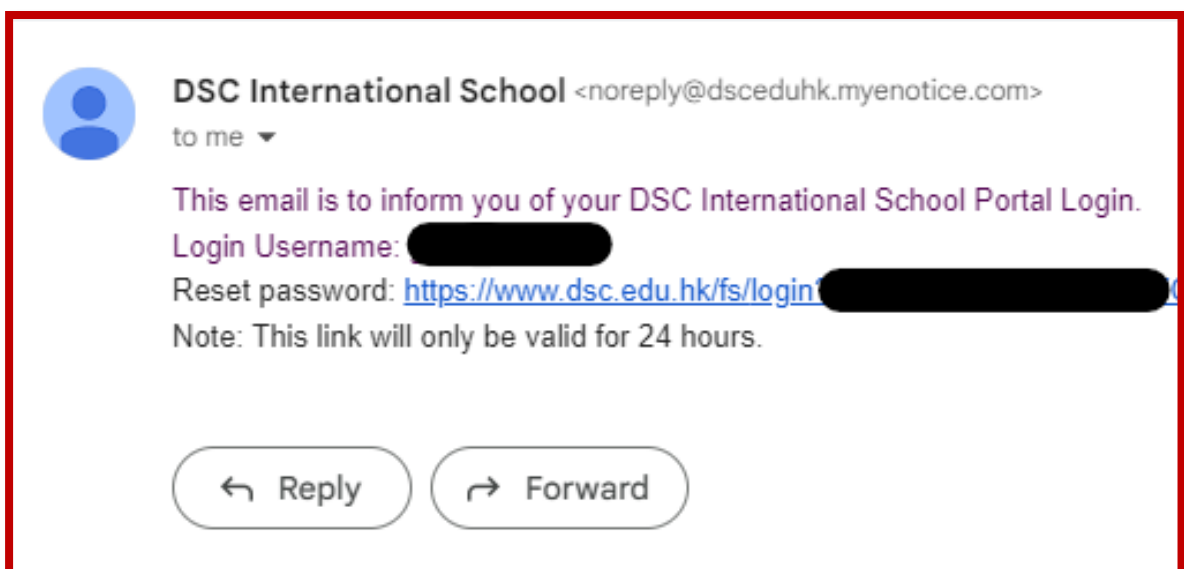 DSC International School <noreply@dsceduhk.myenotice.com>
to me
This email is to inform you of your DSC International School Portal Login.
Login Username:
Reset password: https://www.dsc.edu.hk/fs/login
Note: This link will only be valid for 24 hours.
Reply
Forward